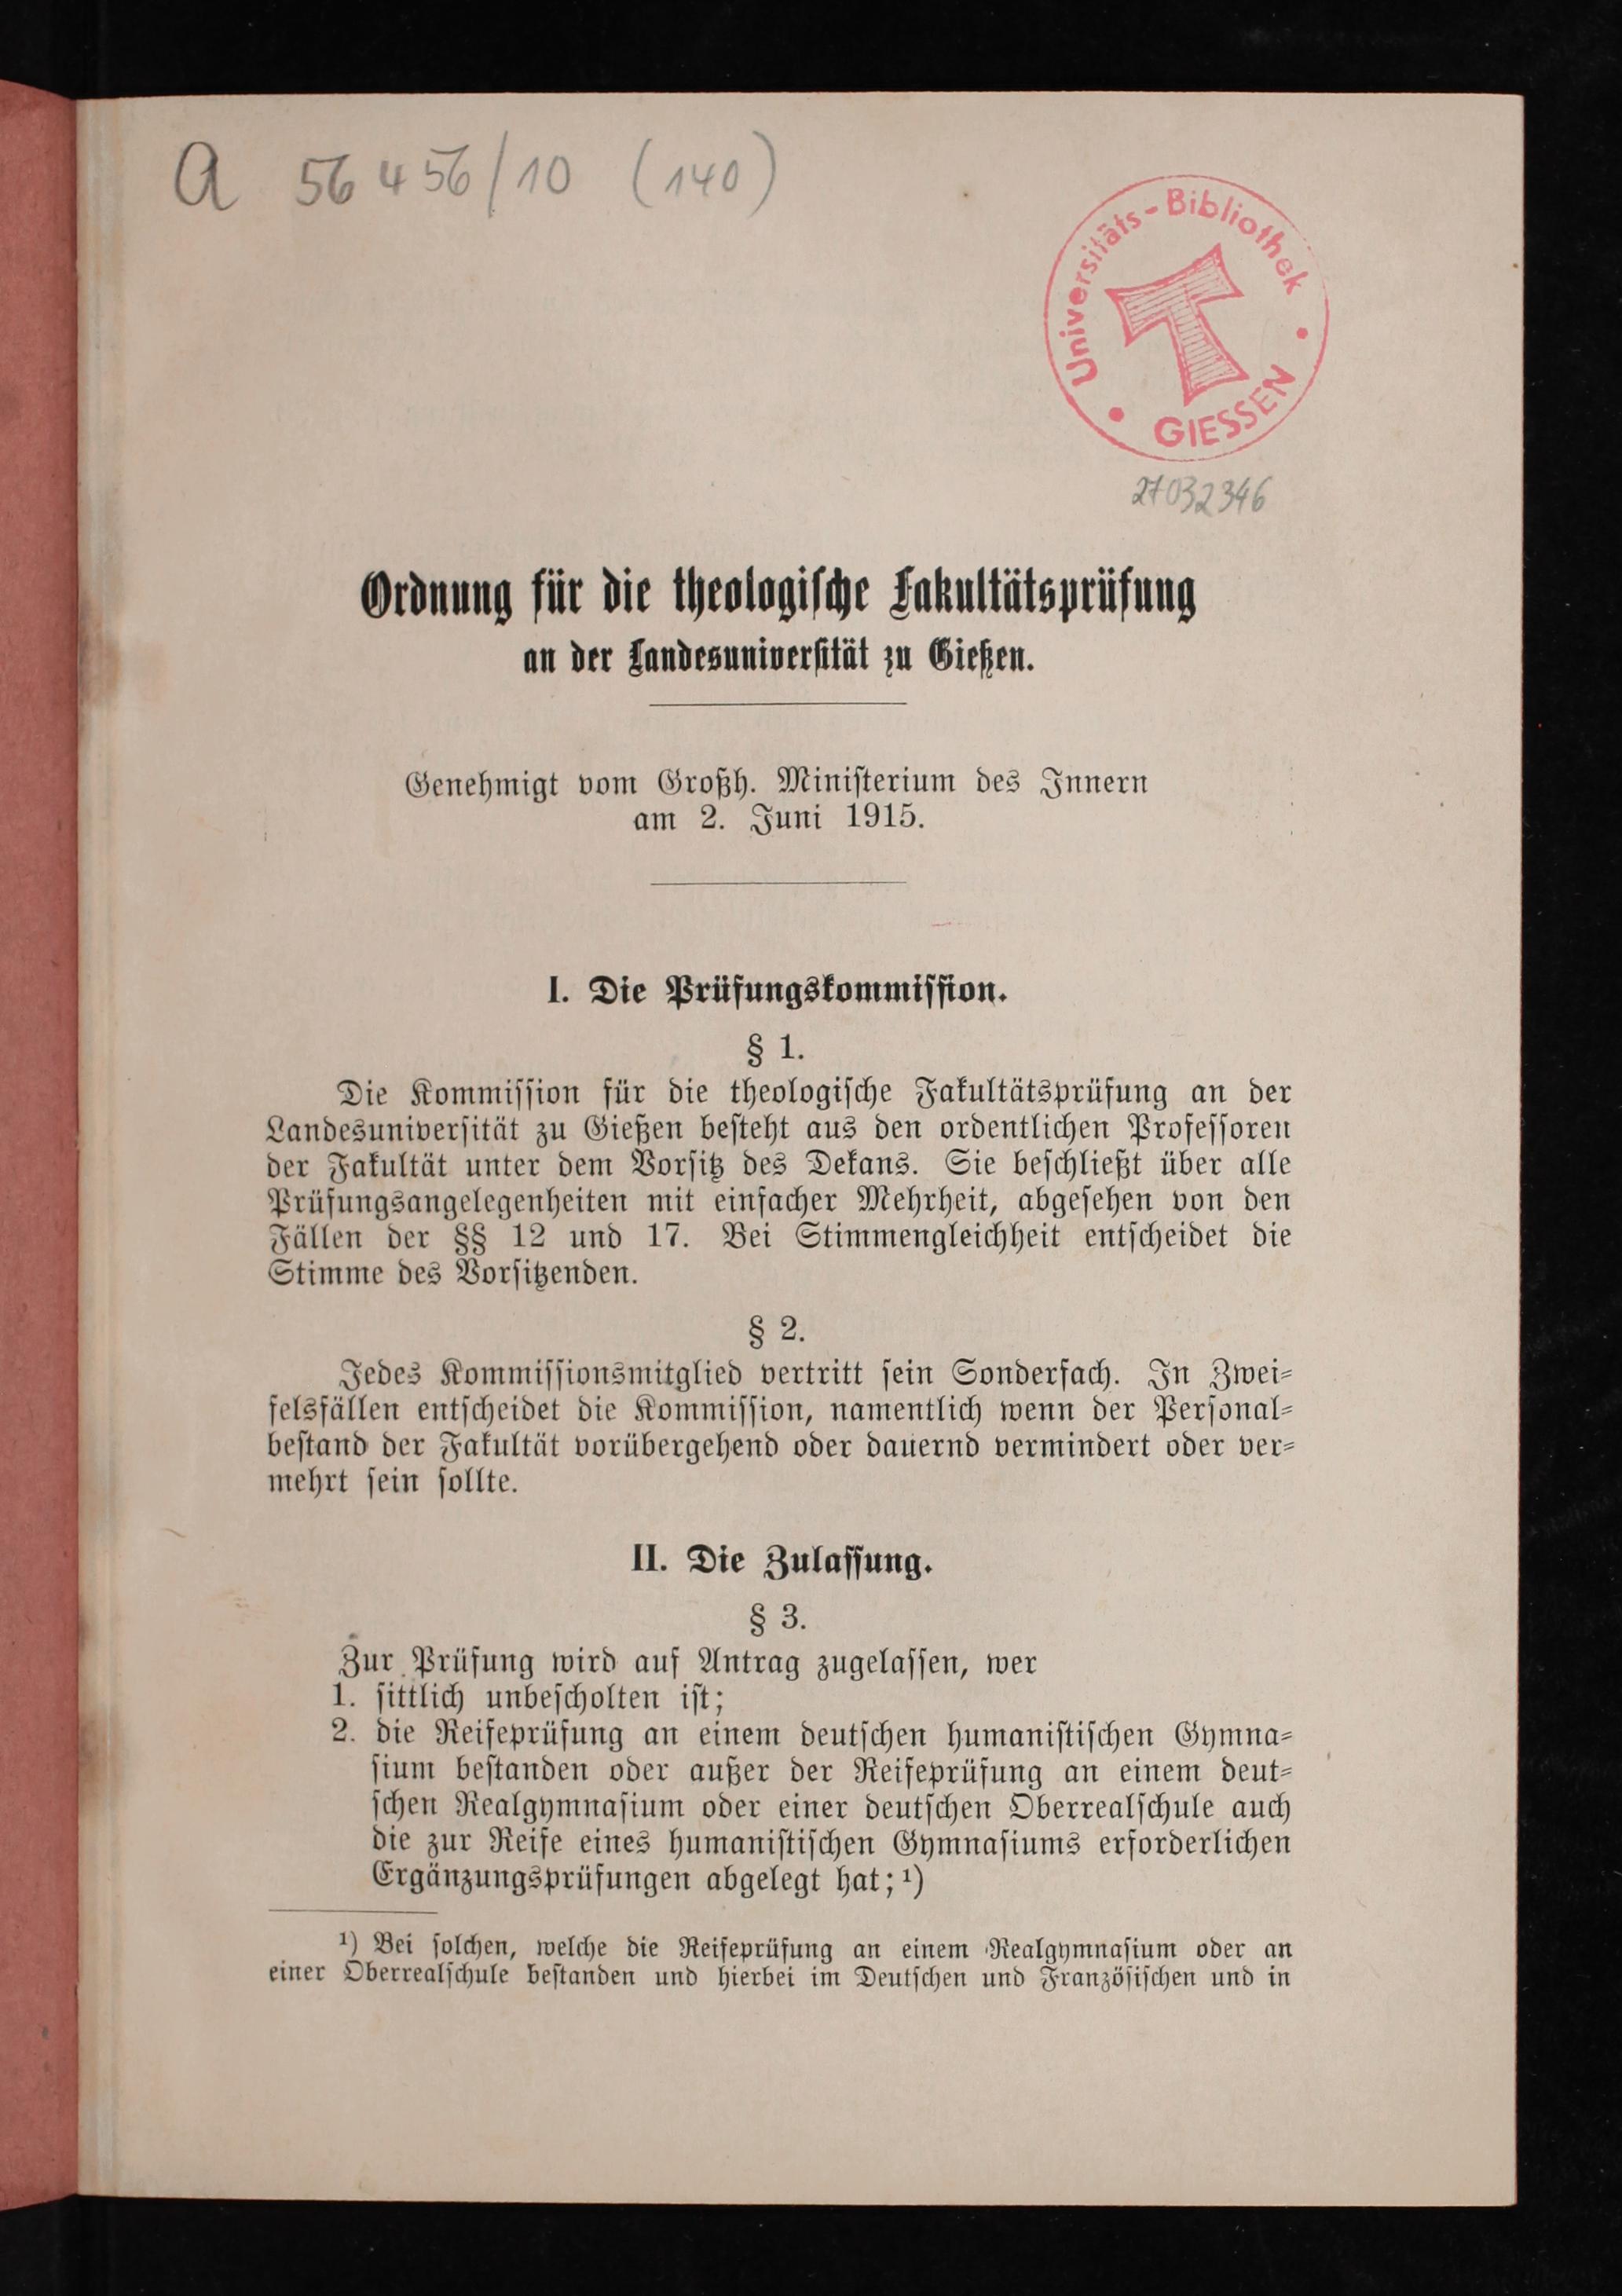 A 56456/10 (140)
Universitäts-Bibliothek
GIESSEN
27032346
Ordnung für die theologische Fakultätsprüfung
an der Landesuniversität zu Gießen.
Genehmigt vom Großh. Ministerium des Innern
am 2. Juni 1915.
I. Die Prüfungskommission.
§ 1.
Die Kommission für die theologische Fakultätsprüfung an der
Landesuniversität zu Gießen besteht aus den ordentlichen Professoren
der Fakultät unter dem Vorsitz des Dekans. Sie beschließt über alle
Prüfungsangelegenheiten mit einfacher Mehrheit, abgesehen von den
Fällen der §§ 12 und 17. Bei Stimmengleichheit entscheidet die
Stimme des Vorsitzenden.
§ 2.
Jedes Kommissionsmitglied vertritt sein Sonderfach. In Zwei-
felsfällen entscheidet die Kommission, namentlich wenn der Personal-
bestand der Fakultät vorübergehend oder dauernd vermindert oder ver-
mehrt sein sollte.
II. Die Zulassung.
§ 3.
Zur Prüfung wird auf Antrag zugelassen, wer
1. sittlich unbescholten ist;
2. die Reifeprüfung an einem deutschen humanistischen Gymna-
sium bestanden oder außer der Reifeprüfung an einem deut-
schen Realgymnasium oder einer deutschen Oberrealschule auch
die zur Reife eines humanistischen Gymnasiums erforderlichen
Ergänzungsprüfungen abgelegt hat; ¹)
¹) Bei solchen, welche die Reifeprüfung an einem Realgymnasium oder an
einer Oberrealschule bestanden und hierbei im Deutschen und Französischen und in